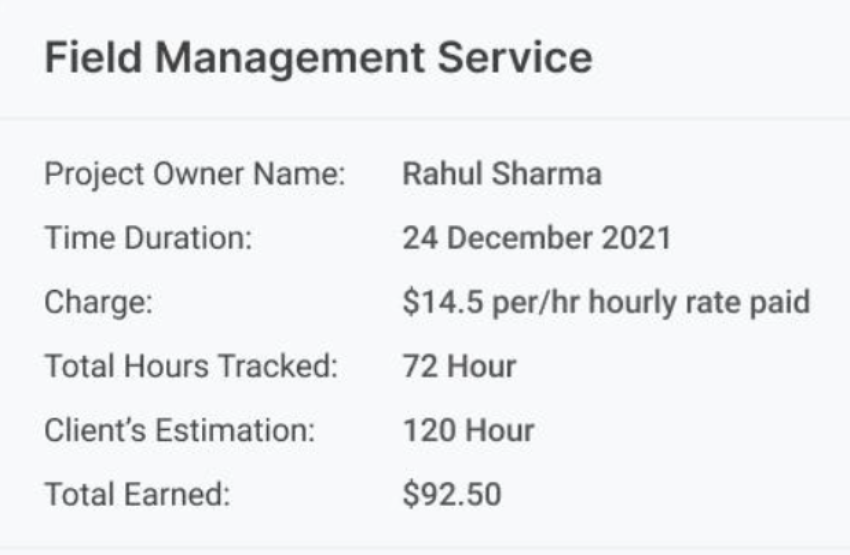 Field Management Service
Project Owner Name: Rahul Sharma
Time Duration: 24 December 2021
Charge: $14.5 per/hr hourly rate paid
Total Hours Tracked: 72 Hour
Client’s Estimation: 120 Hour
Total Earned: $92.50